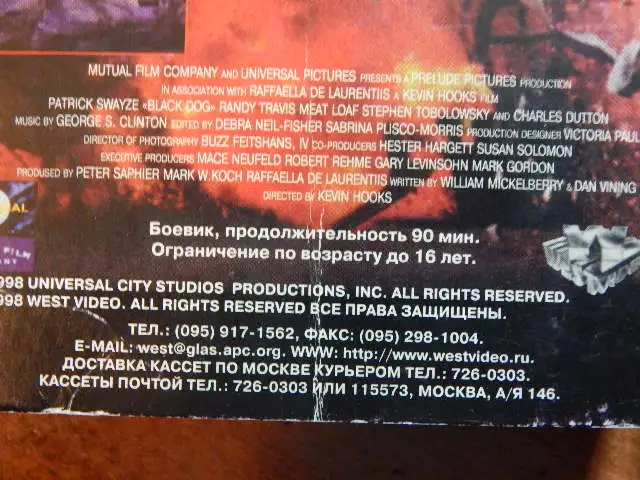 MUTUAL FILM COMPANY AND UNIVERSAL PICTURES PRESENTS A PRELUDE PICTURES PRODUCTION
IN ASSOCIATION WITH RAFFAELLA DE LAURENTIIS A KEVIN HOOKS FILM
PATRICK SWAYZE «BLACK DOG» RANDY TRAVIS MEAT LOAF STEPHEN TOBOLOWSKY AND CHARLES DUTTON
MUSIC BY GEORGE S. CLINTON EDITED BY DEBRA NEIL-FISHER SABRINA PLISCO-MORRIS PRODUCTION DESIGNER VICTORIA PAUL
DIRECTOR OF PHOTOGRAPHY BUZZ FEITSHANS, IV CO-PRODUCERS HESTER HARGETT SUSAN SOLOMON
EXECUTIVE PRODUCERS MACE NEUFELD ROBERT REHME GARY LEVINSOHN MARK GORDON
PRODUSED BY PETER SAPHIER MARK W. KOCH RAFFAELLA DE LAURENTIIS WRITTEN BY WILLIAM MICKELBERRY & DAN VINING
DIRECTED BY KEVIN HOOKS
AL
FILM
ANT
Боевик, продолжительность 90 мин.
Ограничение по возрасту до 16 лет.
998 UNIVERSAL CITY STUDIOS PRODUCTIONS, INC. ALL RIGHTS RESERVED.
998 WEST VIDEO. ALL RIGHTS RESERVED ВСЕ ПРАВА ЗАЩИЩЕНЫ.
ТЕЛ.: (095) 917-1562, ФАКС: (095) 298-1004.
E-MAIL: west@glas.apc.org. WWW: http://www.westvideo.ru.
ДОСТАВКА КАССЕТ ПО МОСКВЕ КУРЬЕРОМ ТЕЛ.: 726-0303.
КАССЕТЫ ПОЧТОЙ ТЕЛ.: 726-0303 ИЛИ 115573, МОСКВА, А/Я 146.